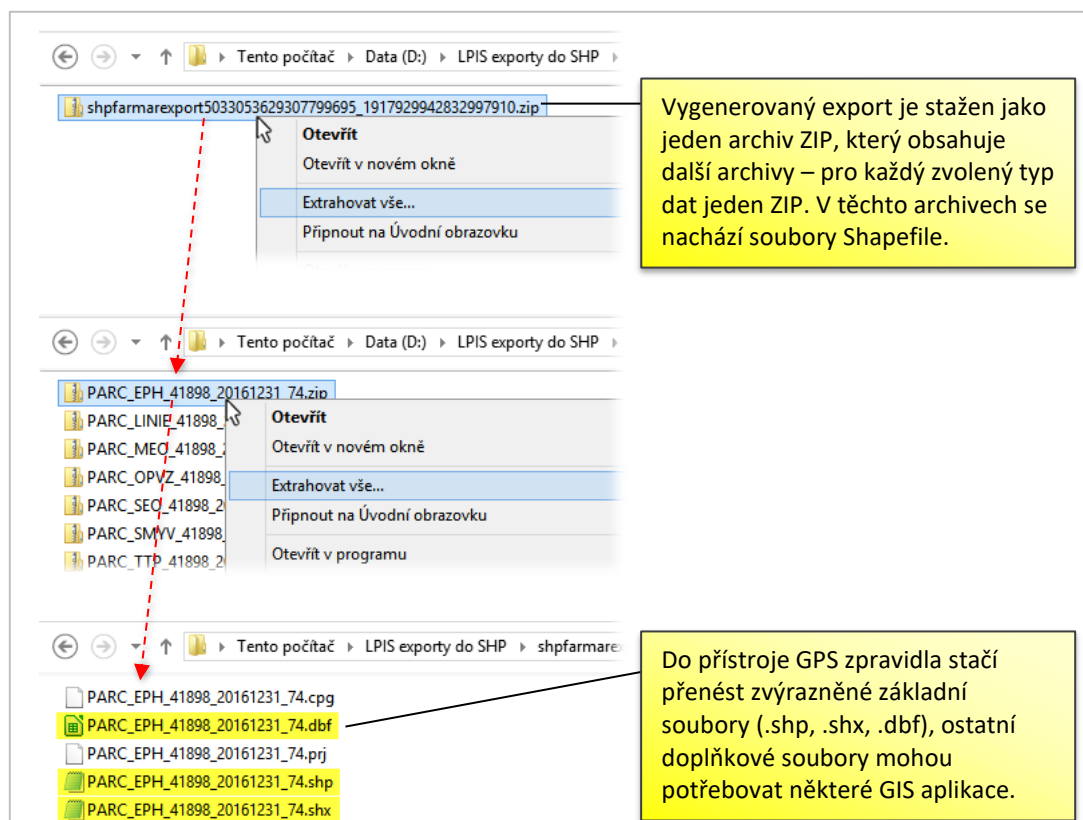 Tento počítač ▸ Data (D:) ▸ LPIS exporty do SHP ▸
shpfarmarexport5033053629307799695_1917929942832997910.zip
Otevřít
Otevřít v novém okně
Extrahovat vše...
Připnout na Úvodní obrazovku
Vygenerovaný export je stažen jako
jeden archiv ZIP, který obsahuje
další archivy – pro každý zvolený typ
dat jeden ZIP. V těchto archivech se
nachází soubory Shapefile.
Tento počítač ▸ Data (D:) ▸ LPIS exporty do SHP ▸
PARC_EPH_41898_20161231_74.zip
PARC_LINIE_41898_
PARC_MEO_41898_2
PARC_OPVZ_41898_
PARC_SEO_41898_20
PARC_SMYV_41898_
PARC_TTP_41898_20
Otevřít
Otevřít v novém okně
Extrahovat vše...
Připnout na Úvodní obrazovku
Otevřít v programu
Tento počítač ▸ LPIS exporty do SHP ▸ shpfarmarex
PARC_EPH_41898_20161231_74.cpg
PARC_EPH_41898_20161231_74.dbf
PARC_EPH_41898_20161231_74.prj
PARC_EPH_41898_20161231_74.shp
PARC_EPH_41898_20161231_74.shx
Do přístroje GPS zpravidla stačí
přenést zvýrazněné základní
soubory (.shp, .shx, .dbf), ostatní
doplňkové soubory mohou
potřebovat některé GIS aplikace.